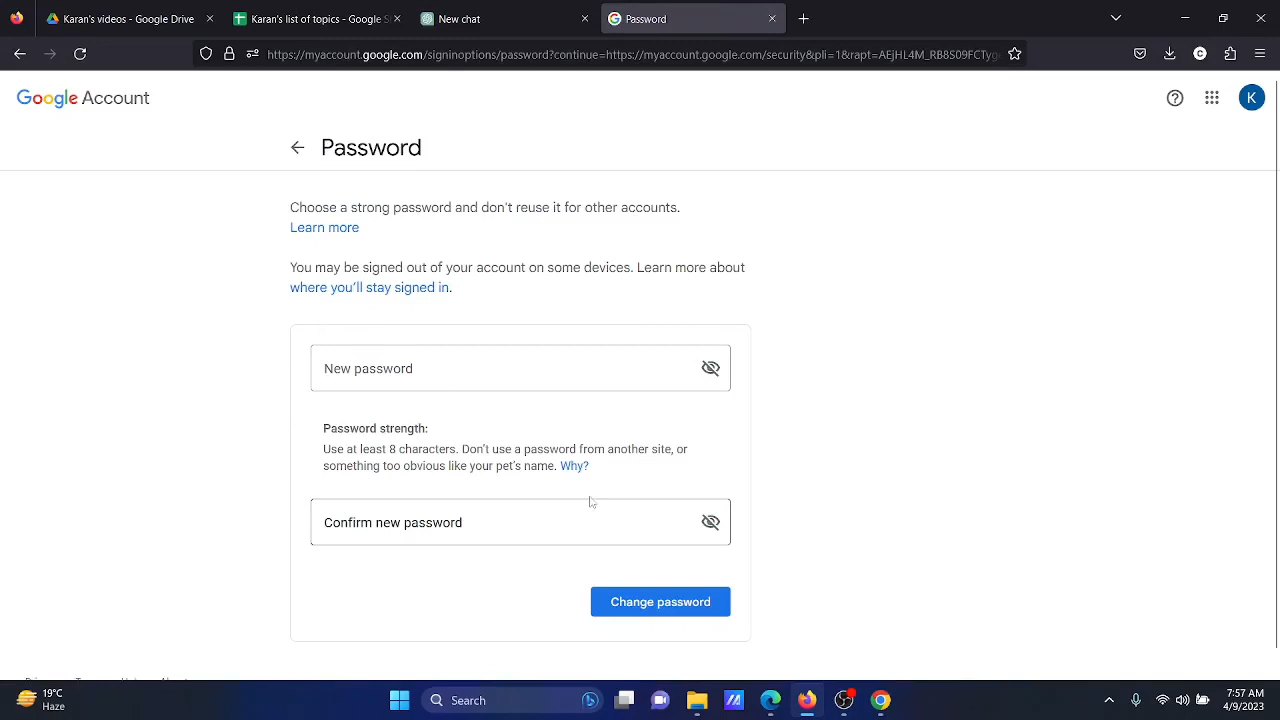 Karan's videos - Google Drive
Karan's list of topics - Google S
New chat
Password
https://myaccount.google.com/signinoptions/password?continue=https://myaccount.google.com/security&pli=1&rapt=AEjHL4M_RB8S09FCTyg
Google Account
K
Password
Choose a strong password and don't reuse it for other accounts.
Learn more
You may be signed out of your account on some devices. Learn more about
where you'll stay signed in.
New password
Password strength:
Use at least 8 characters. Don't use a password from another site, or
something too obvious like your pet's name. Why?
Confirm new password
Change password
19°C
Haze
Search
7:37 AM
4/9/2023